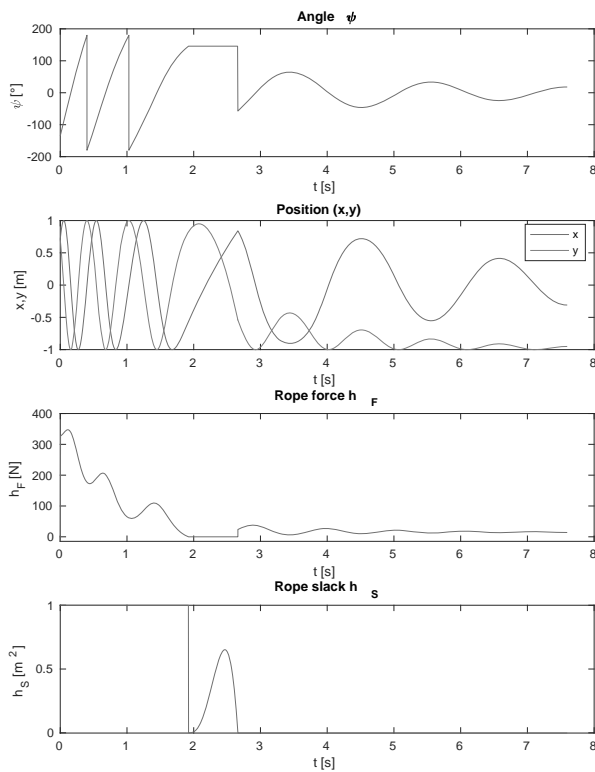 Angle ψ
200
100
0
-100
-200
ψ [°]
0 1 2 3 4 5 6 7 8
t [s]
Position (x,y)
1
0.5
0
-0.5
-1
x,y [m]
x
y
0 1 2 3 4 5 6 7 8
t [s]
Rope force h F
400
300
200
100
0
h F [N]
0 1 2 3 4 5 6 7 8
t [s]
Rope slack h S
1
0.5
0
h S [m 2]
0 1 2 3 4 5 6 7 8
t [s]